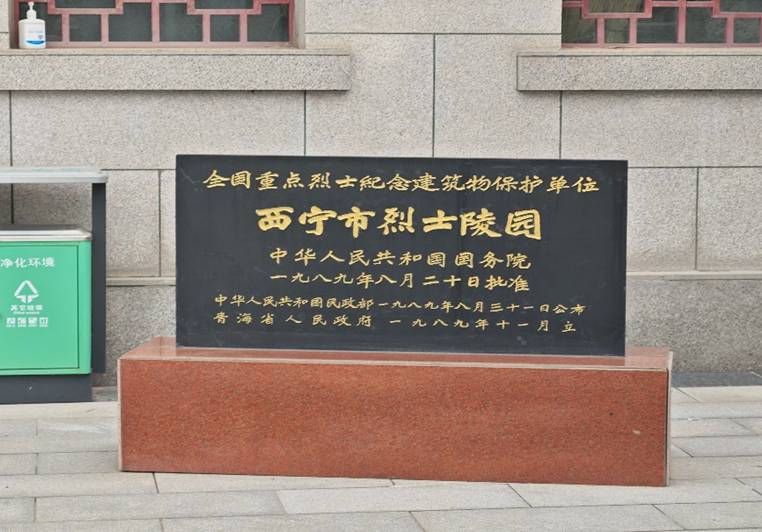 全国重点烈士纪念建筑物保护单位
西宁市烈士陵园
中华人民共和国国务院
一九八九年八月二十日批准
中华人民共和国民政部一九八九年八月三十一日公布
青海省人民政府 一九八九年十一月立
净化环境
其它垃圾